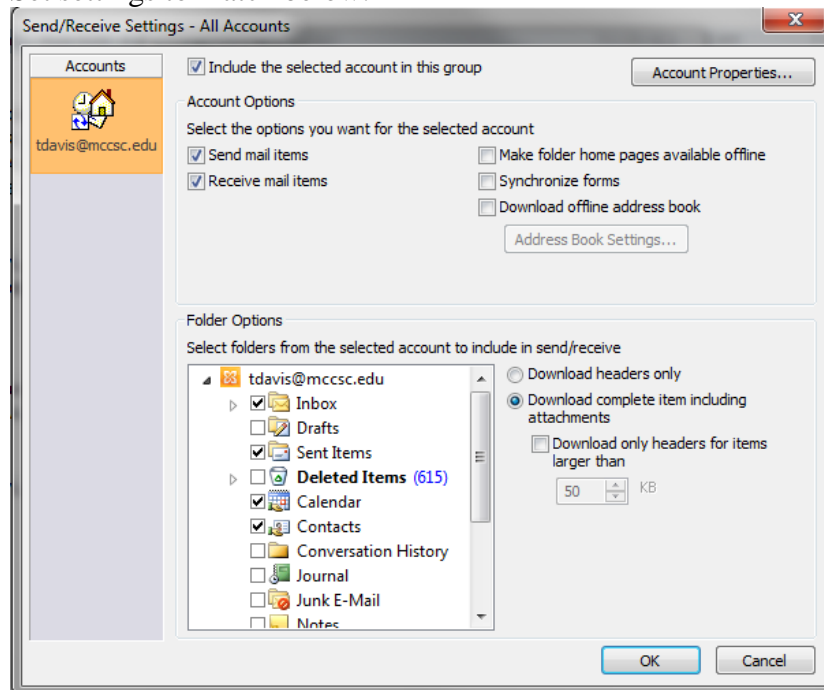 Send/Receive Settings - All Accounts
Accounts
tdavis@mccsc.edu
Include the selected account in this group
Account Properties...
Account Options
Select the options you want for the selected account
Send mail items
Make folder home pages available offline
Receive mail items
Synchronize forms
Download offline address book
Address Book Settings...
Folder Options
Select folders from the selected account to include in send/receive
tdavis@mccsc.edu
Inbox
Drafts
Sent Items
Deleted Items (615)
Calendar
Contacts
Conversation History
Journal
Junk E-Mail
Notes
Download headers only
Download complete item including
attachments
Download only headers for items
larger than
50 KB
OK
Cancel